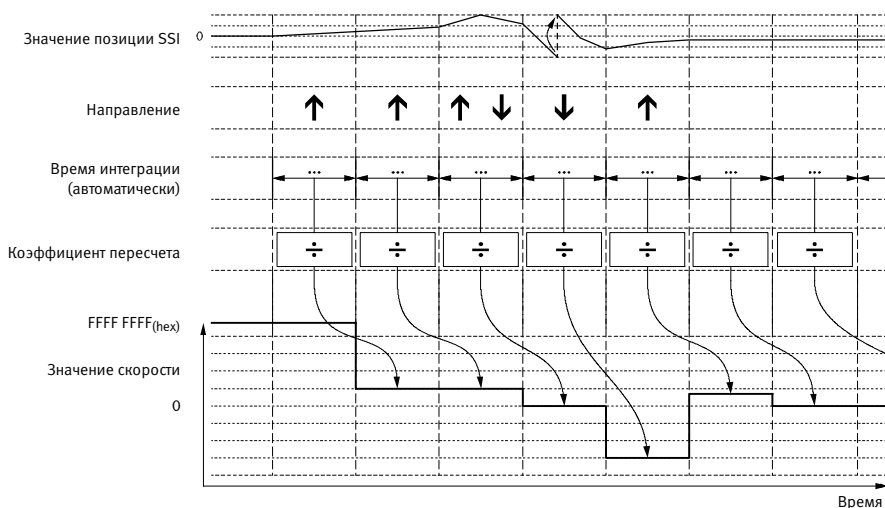 Значение позиции SSI
0
Направление
Время интеграции
(автоматически)
... ... ... ... ... ... ...
Коэффициент пересчета
÷ ÷ ÷ ÷ ÷ ÷ ÷
FFFF FFFF(hex)
Значение скорости
0
Время